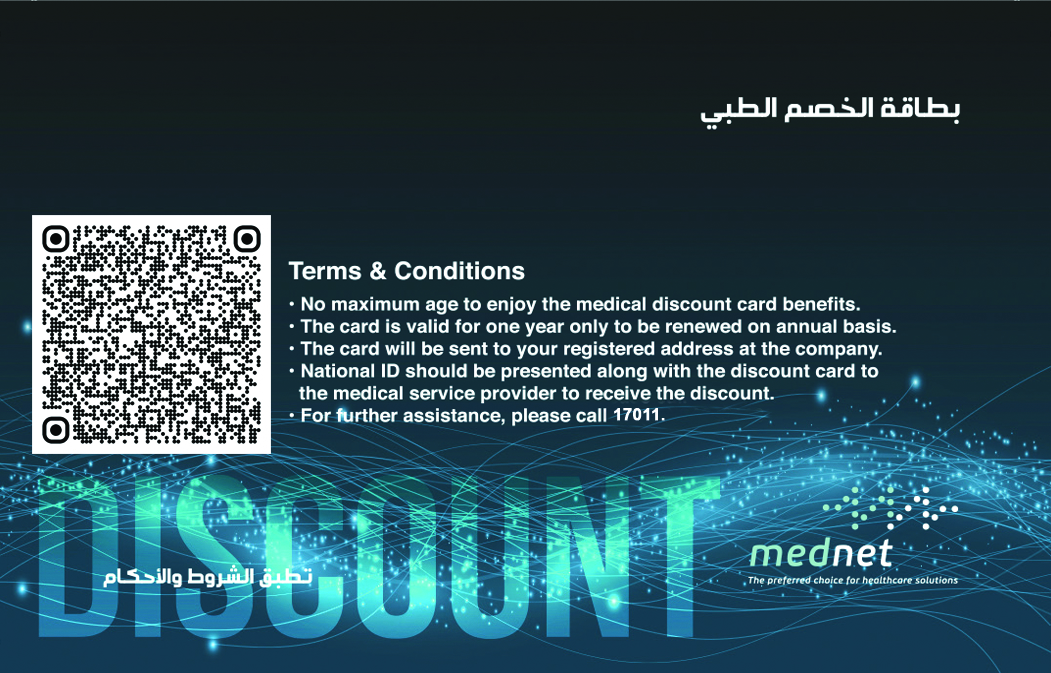 بطاقة الخصم الطبي
Terms & Conditions
• No maximum age to enjoy the medical discount card benefits.
• The card is valid for one year only to be renewed on annual basis.
• The card will be sent to your registered address at the company.
• National ID should be presented along with the discount card to
the medical service provider to receive the discount.
• For further assistance, please call 17011.
DISCOUNT
تطبق الشروط والأحكام
mednet
The preferred choice for healthcare solutions